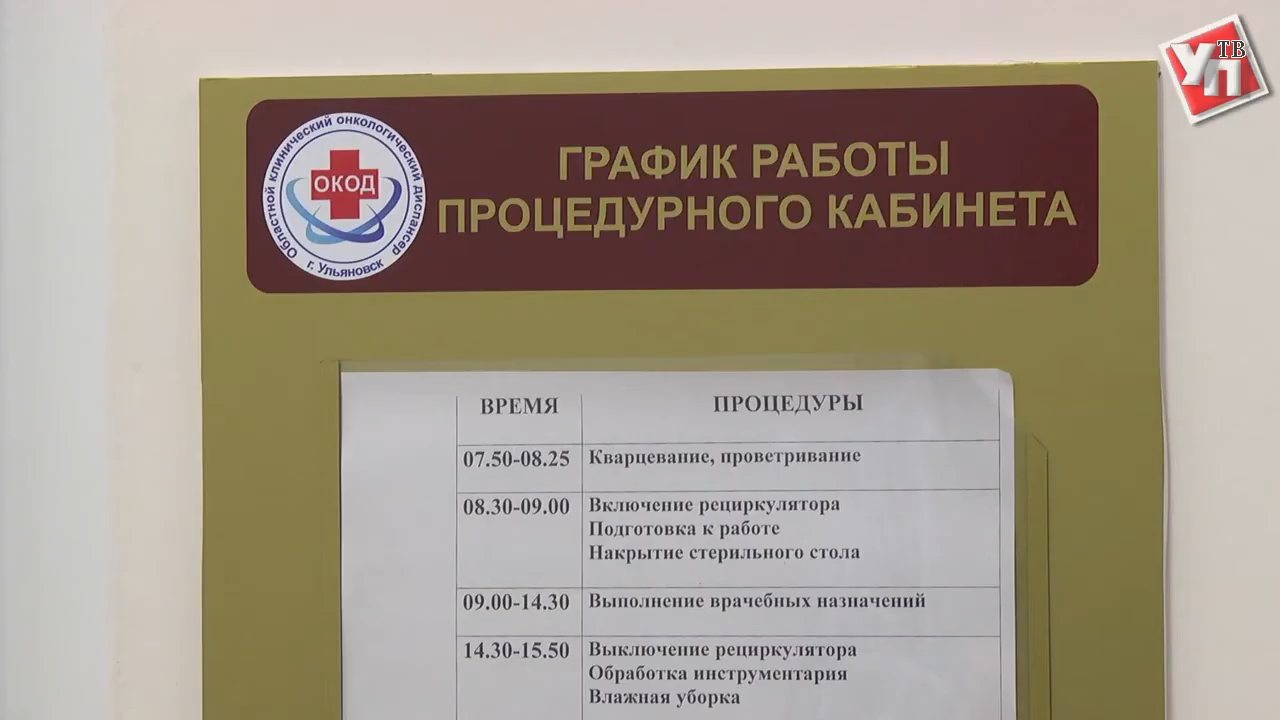 УП ТВ
Областной клинический онкологический диспансер
г. Ульяновск
ОКОД
ГРАФИК РАБОТЫ
ПРОЦЕДУРНОГО КАБИНЕТА
ВРЕМЯ ПРОЦЕДУРЫ
07.50-08.25 Кварцевание, проветривание
08.30-09.00 Включение рециркулятора
Подготовка к работе
Накрытие стерильного стола
09.00-14.30 Выполнение врачебных назначений
14.30-15.50 Выключение рециркулятора
Обработка инструментария
Влажная уборка